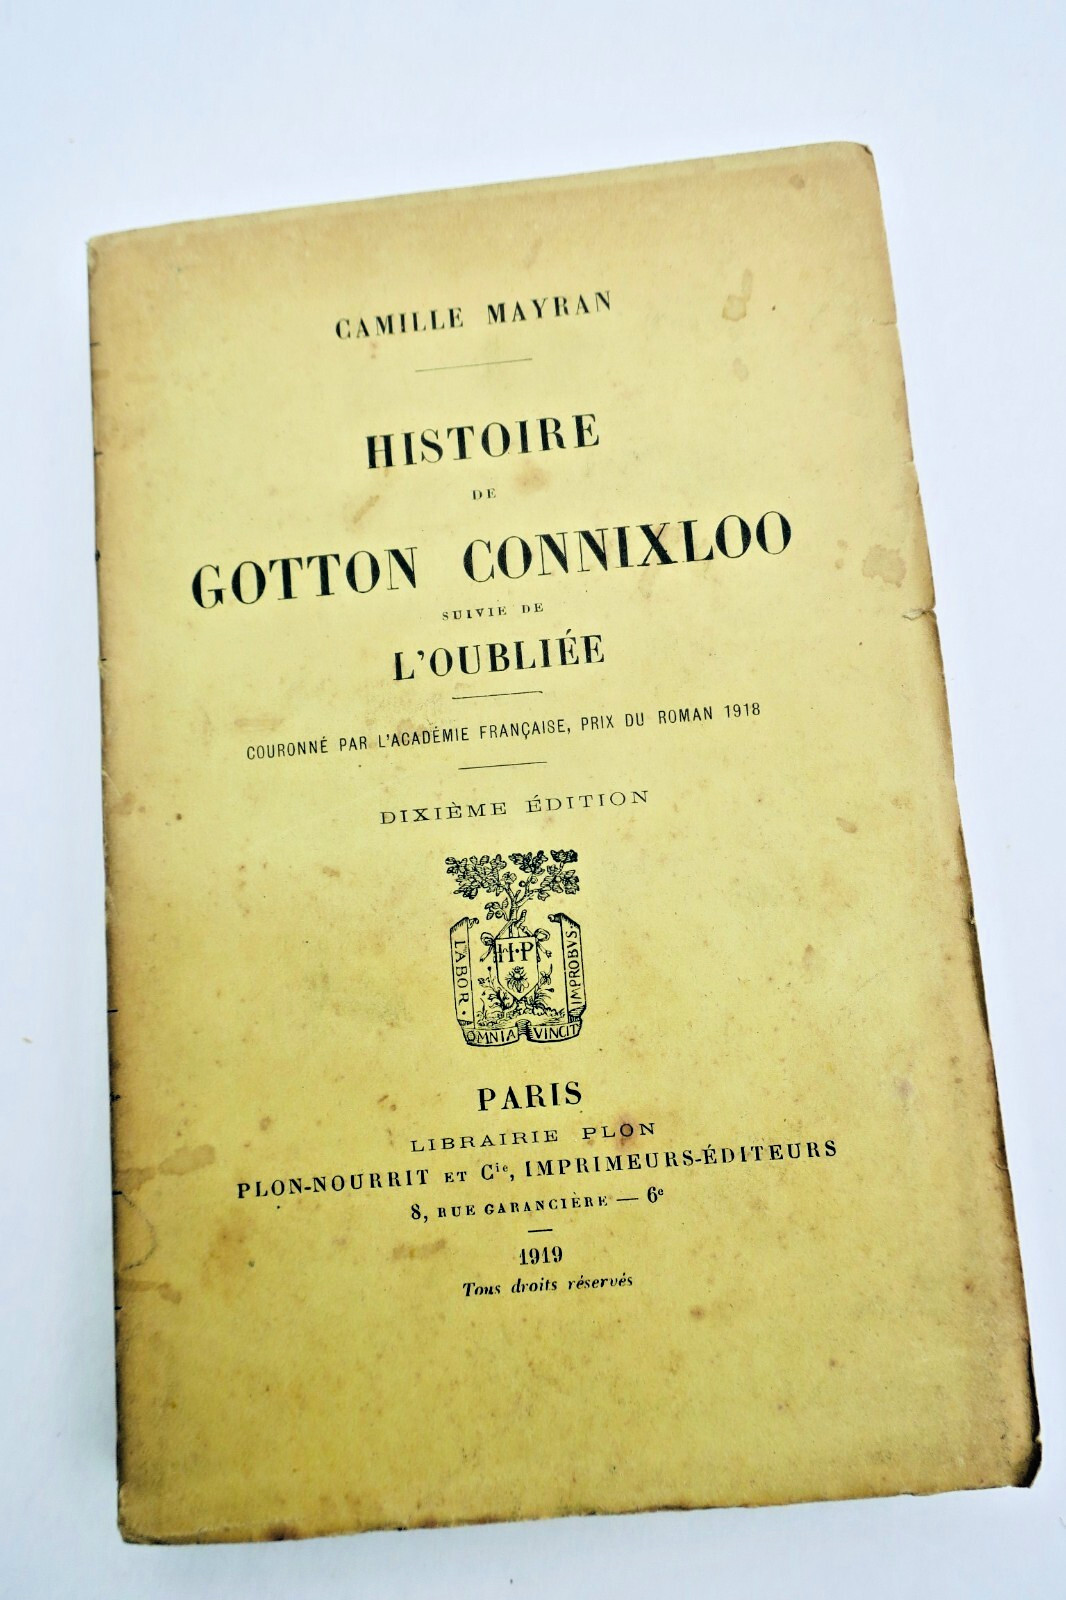 CAMILLE MAYRAN
HISTOIRE
DE
GOTTON CONNIXLOO
SUIVIE DE
L'OUBLIÉE
COURONNÉ PAR L'ACADÉMIE FRANÇAISE, PRIX DU ROMAN 1918
DIXIÈME ÉDITION
LABOR·
H·P
IMPROBVS·
OMNIA VINCIT
PARIS
LIBRAIRIE PLON
PLON-NOURRIT ET Cie, IMPRIMEURS-ÉDITEURS
8, RUE GARANCIÈRE — 6e
1919
Tous droits réservés